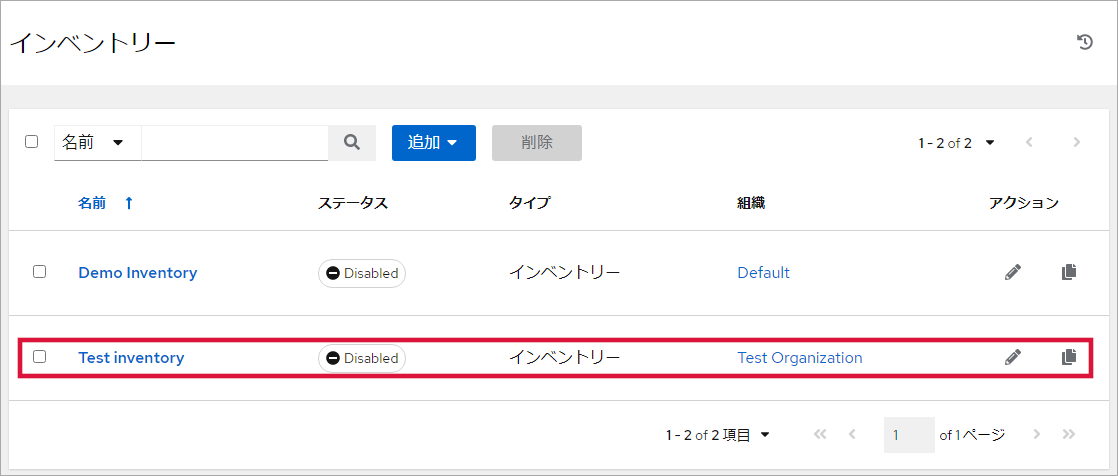 インベントリー
名前 追加 削除 1 - 2 of 2
名前 ステータス タイプ 組織 アクション
Demo Inventory Disabled インベントリー Default
Test inventory Disabled インベントリー Test Organization
1 - 2 of 2 項目 1 of 1 ページ